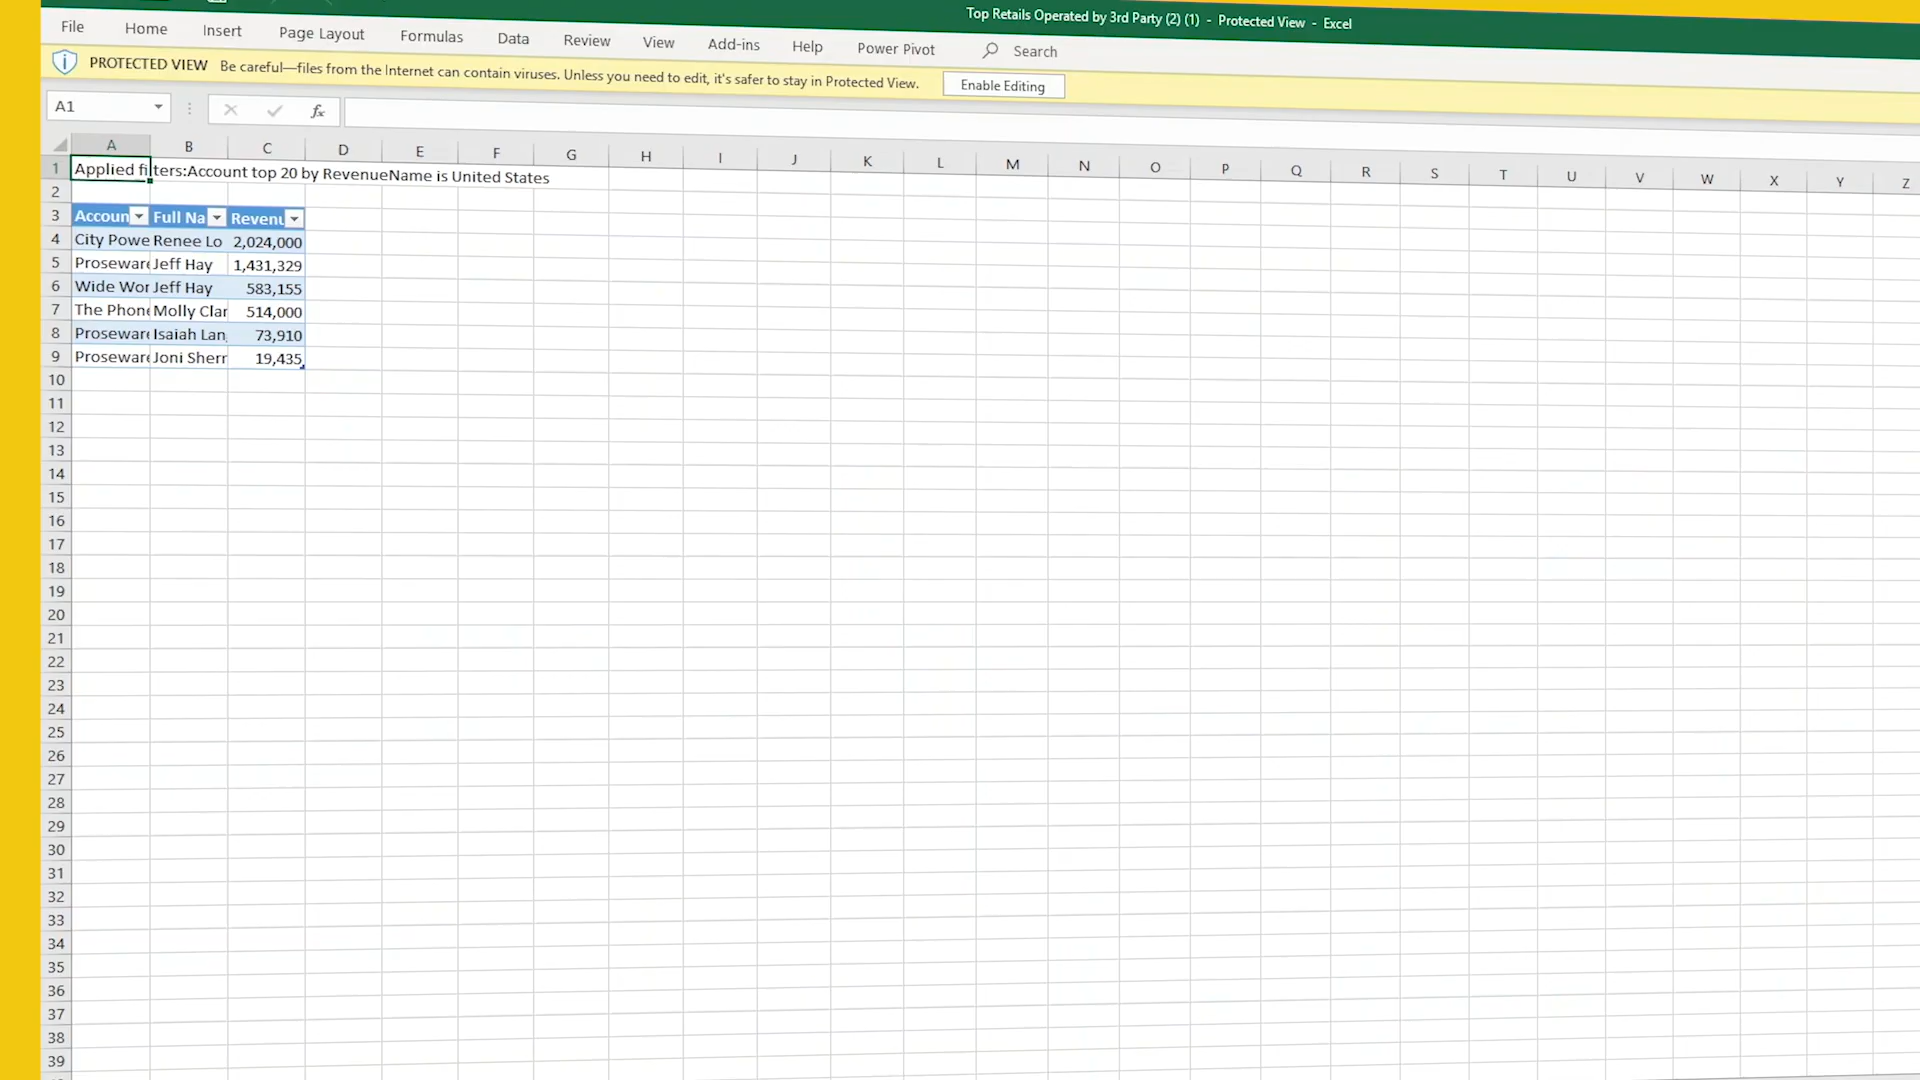 Top Retails Operated by 3rd Party (2) (1) - Protected View - Excel
File Home Insert Page Layout Formulas Data Review View Add-ins Help Power Pivot Search
PROTECTED VIEW Be careful—files from the Internet can contain viruses. Unless you need to edit, it's safer to stay in Protected View. Enable Editing
A1 fx
A B C D E F G H I J K L M N O P Q R S T U V W X Y Z
1 Applied filters:Account top 20 by RevenueName is United States
2
3 Accoun Full Na Revenu
4 City Powe Renee Lo 2,024,000
5 Proseware Jeff Hay 1,431,329
6 Wide Wor Jeff Hay 583,155
7 The Phone Molly Clar 514,000
8 Proseware Isaiah Lan 73,910
9 Proseware Joni Sherr 19,435
10
11
12
13
14
15
16
17
18
19
20
21
22
23
24
25
26
27
28
29
30
31
32
33
34
35
36
37
38
39